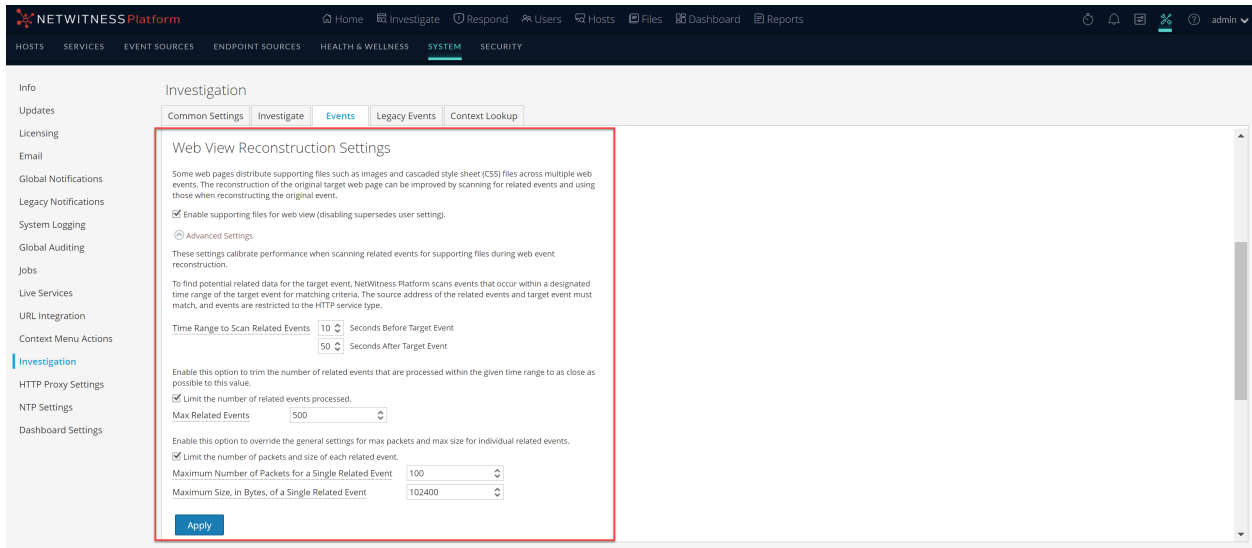 NETWITNESS Platform
Home Investigate Respond Users Hosts Files Dashboard Reports
admin
HOSTS SERVICES EVENT SOURCES ENDPOINT SOURCES HEALTH & WELLNESS SYSTEM SECURITY
Info
Updates
Licensing
Email
Global Notifications
Legacy Notifications
System Logging
Global Auditing
Jobs
Live Services
URL Integration
Context Menu Actions
Investigation
HTTP Proxy Settings
NTP Settings
Dashboard Settings
Investigation
Common Settings Investigate Events Legacy Events Context Lookup
Web View Reconstruction Settings
Some web pages distribute supporting files such as images and cascaded style sheet (CSS) files across multiple web
events. The reconstruction of the original target web page can be improved by scanning for related events and using
those when reconstructing the original event.
Enable supporting files for web view (disabling supersedes user setting).
Advanced Settings
These settings calibrate performance when scanning related events for supporting files during web event
reconstruction.
To find potential related data for the target event, NetWitness Platform scans events that occur within a designated
time range of the target event for matching criteria. The source address of the related events and target event must
match, and events are restricted to the HTTP service type.
Time Range to Scan Related Events 10 Seconds Before Target Event
50 Seconds After Target Event
Enable this option to trim the number of related events that are processed within the given time range to as close as
possible to this value.
Limit the number of related events processed.
Max Related Events 500
Enable this option to override the general settings for max packets and max size for individual related events.
Limit the number of packets and size of each related event.
Maximum Number of Packets for a Single Related Event 100
Maximum Size, in Bytes, of a Single Related Event 102400
Apply